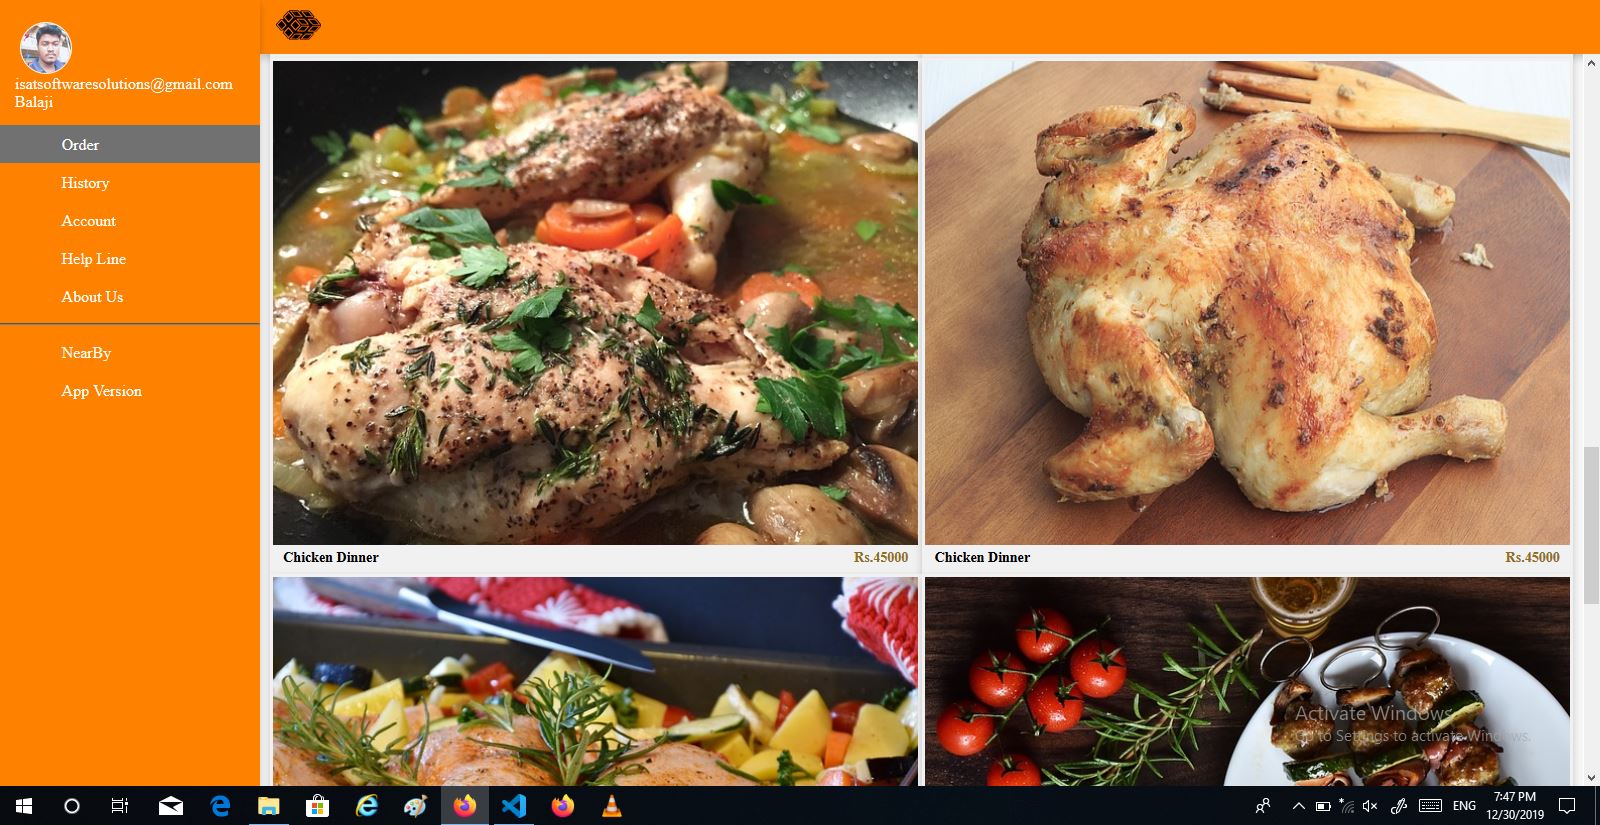 isatsoftwaresolutions@gmail.com
Balaji
Order
History
Account
Help Line
About Us
NearBy
App Version
Chicken Dinner
Rs.45000
Chicken Dinner
Rs.45000
Activate Windows
Go to Settings to activate Windows.
ENG
7:47 PM
12/30/2019